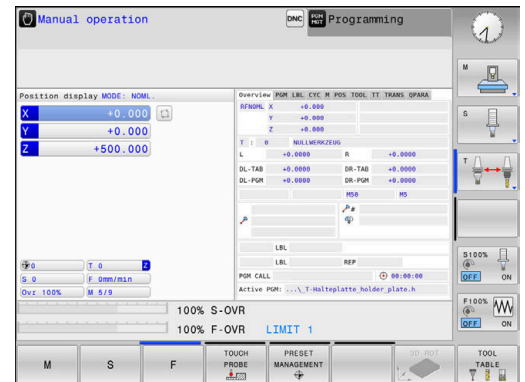 Manual operation
DNC
PGM MGT
Programming
Position display MODE: NOML.
X +0.000
Y +0.000
Z +500.000
Overview PGM LBL CYC M POS TOOL TT TRANS QPARA
RFNOML X +0.000
Y +0.000
Z +0.000
T : 0 NULLWERKZEUG
L +0.0000 R +0.0000
DL-TAB +0.0000 DR-TAB +0.0000
DL-PGM +0.0000 DR-PGM +0.0000
M50 M5
P#
LBL
LBL REP
PGM CALL 00:00:00
Active PGM: ...\_T-Halteplatte_holder_plate.h
0 T 0 Z
S 0 F 0mm/min
Ovr 100% M 5/9
100% S-OVR
100% F-OVR LIMIT 1
M
S
F
TOUCH PROBE
PRESET MANAGEMENT
3D ROT
TOOL TABLE
M
S
T
S100%
OFF ON
F100%
OFF ON